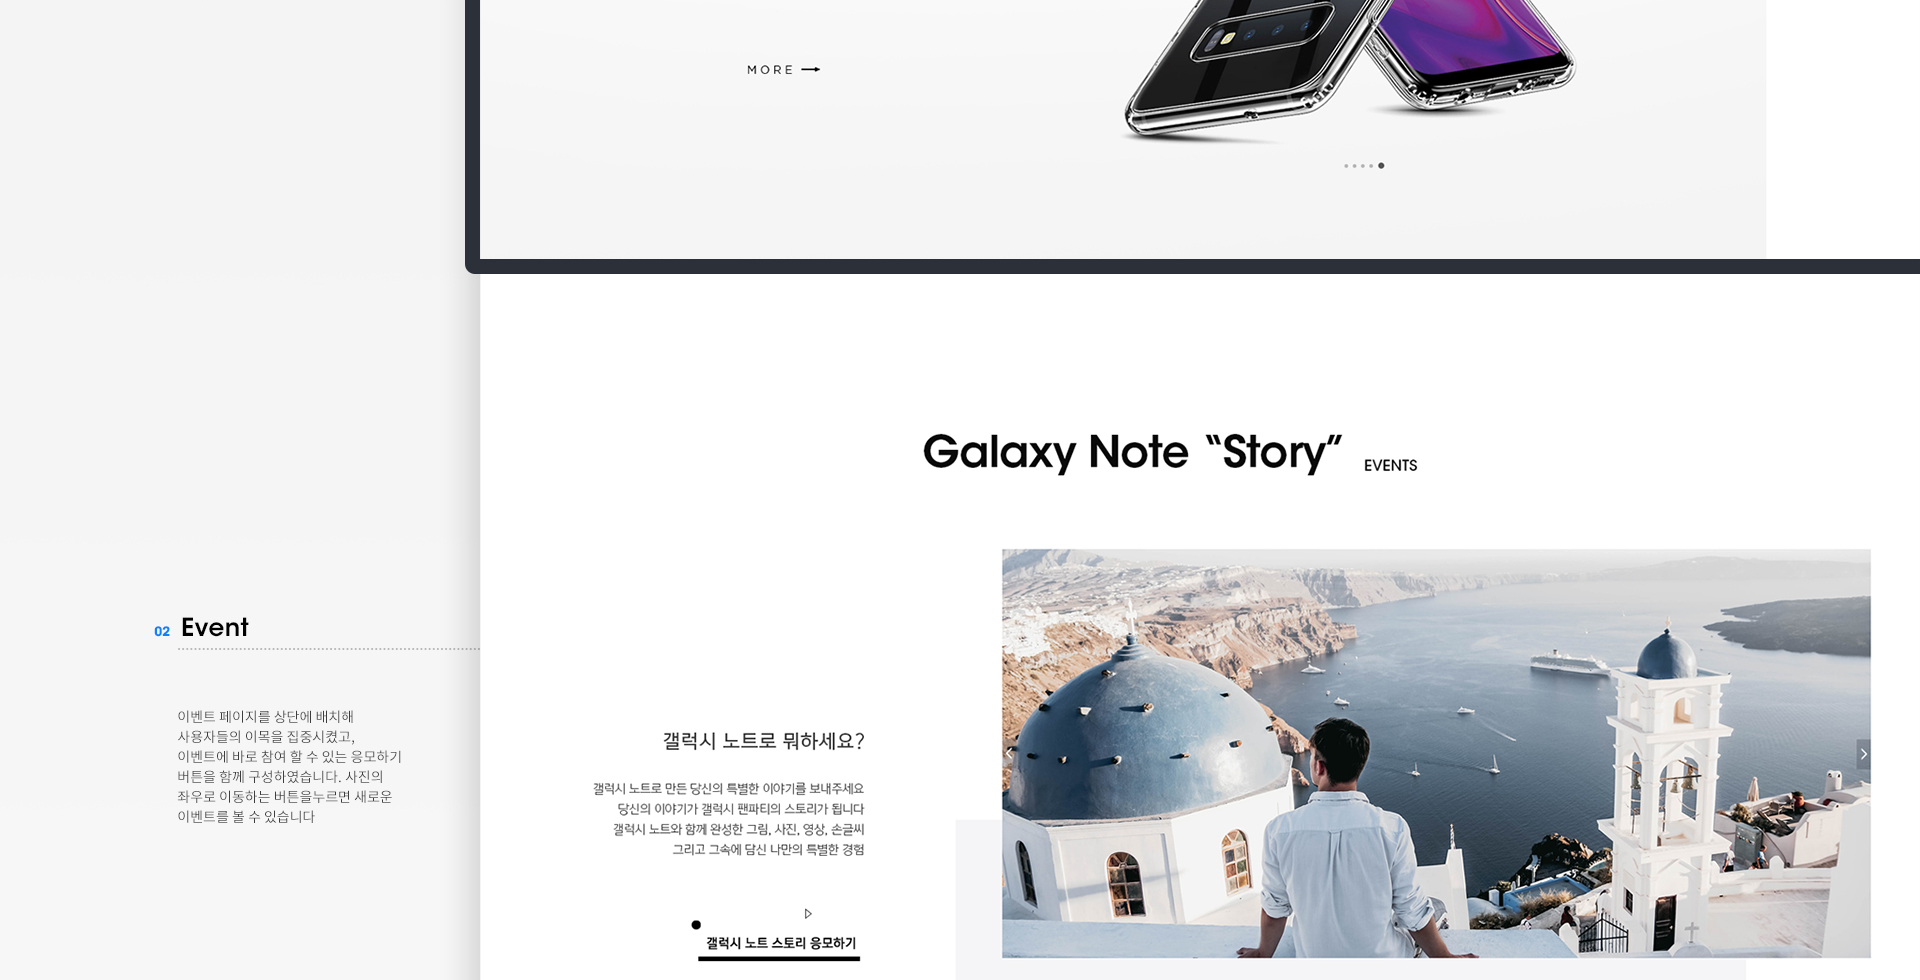 MORE
Galaxy Note “Story” EVENTS
02 Event
이벤트 페이지를 상단에 배치해
사용자들의 이목을 집중시켰고,
이벤트에 바로 참여 할 수 있는 응모하기
버튼을 함께 구성하였습니다. 사진의
좌우로 이동하는 버튼을누르면 새로운
이벤트를 볼 수 있습니다
갤럭시 노트로 뭐하세요?
갤럭시 노트로 만든 당신의 특별한 이야기를 보내주세요
당신의 이야기가 갤럭시 팬파티의 스토리가 됩니다
갤럭시 노트와 함께 완성한 그림, 사진, 영상, 손글씨
그리고 그속에 담신 나만의 특별한 경험
갤럭시 노트 스토리 응모하기